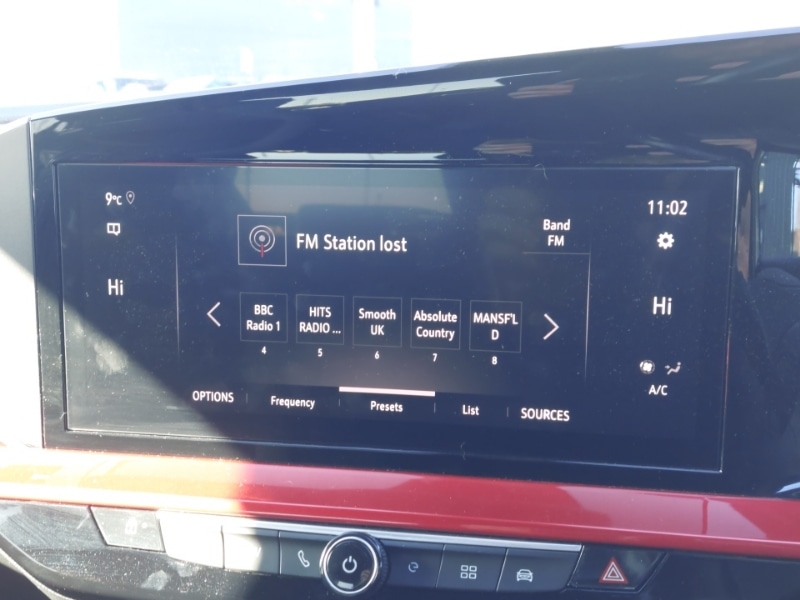 9°C
11:02
FM Station lost
Band
FM
Hi
Hi
BBC
Radio 1
HITS
RADIO ...
Smooth
UK
Absolute
Country
MANSF'L
D
4
5
6
7
8
A/C
OPTIONS
Frequency
Presets
List
SOURCES